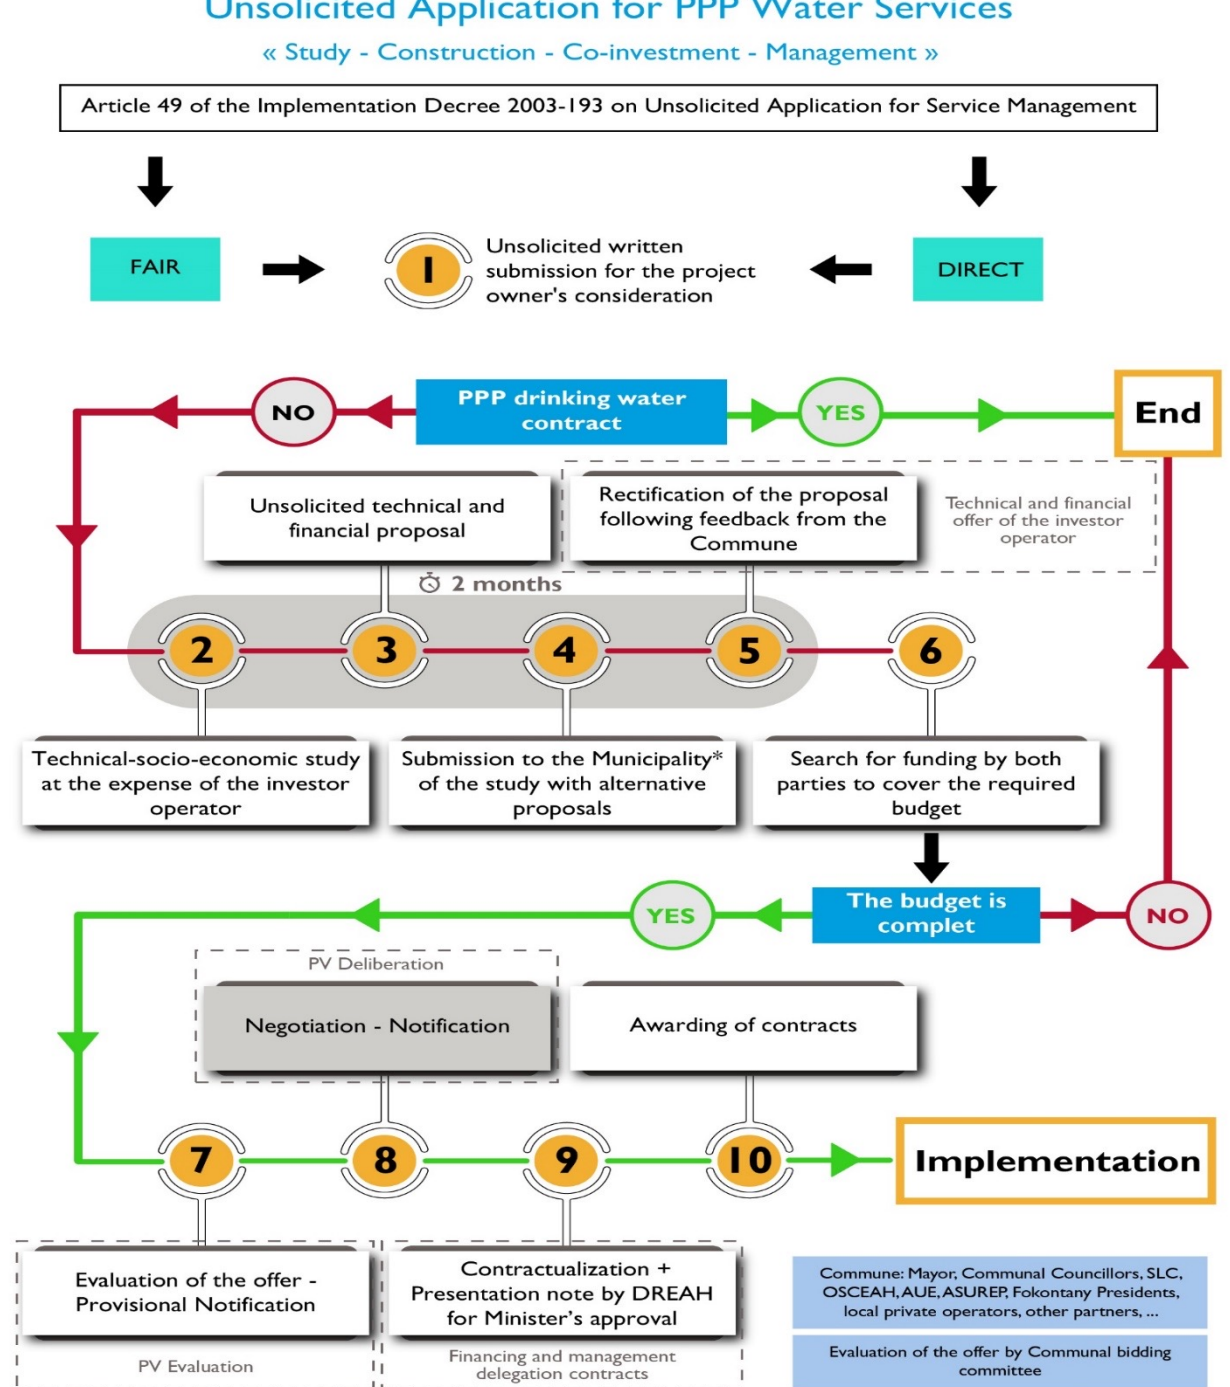 Unsolicited Application for PPP Water Services
« Study - Construction - Co-investment - Management »
Article 49 of the Implementation Decree 2003-193 on Unsolicited Application for Service Management
FAIR
1
Unsolicited written
submission for the project
owner's consideration
DIRECT
NO
PPP drinking water
contract
YES
End
Unsolicited technical and
financial proposal
Rectification of the proposal
following feedback from the
Commune
Technical and financial
offer of the investor
operator
2 months
2
3
4
5
6
Technical-socio-economic study
at the expense of the investor
operator
Submission to the Municipality*
of the study with alternative
proposals
Search for funding by both
parties to cover the required
budget
YES
The budget is
complet
NO
PV Deliberation
Negotiation - Notification
Awarding of contracts
7
8
9
10
Implementation
Evaluation of the offer -
Provisional Notification
PV Evaluation
Contractualization +
Presentation note by DREAH
for Minister's approval
Financing and management
delegation contracts
Commune: Mayor, Communal Councillors, SLC,
OSCEAH, AUE, ASUREP, Fokontany Presidents,
local private operators, other partners, ...
Evaluation of the offer by Communal bidding
committee